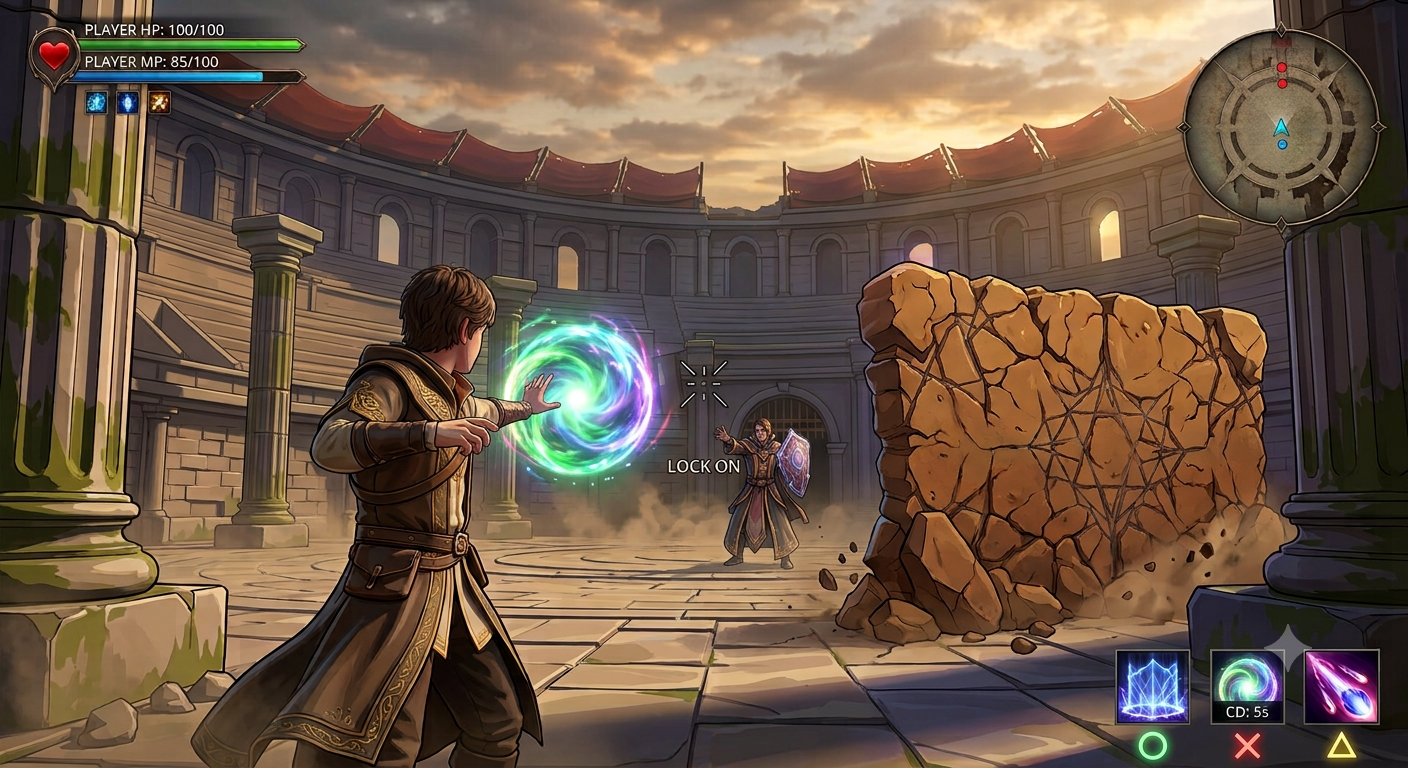 PLAYER HP: 100/100
PLAYER MP: 85/100
LOCK ON
CD: 5s